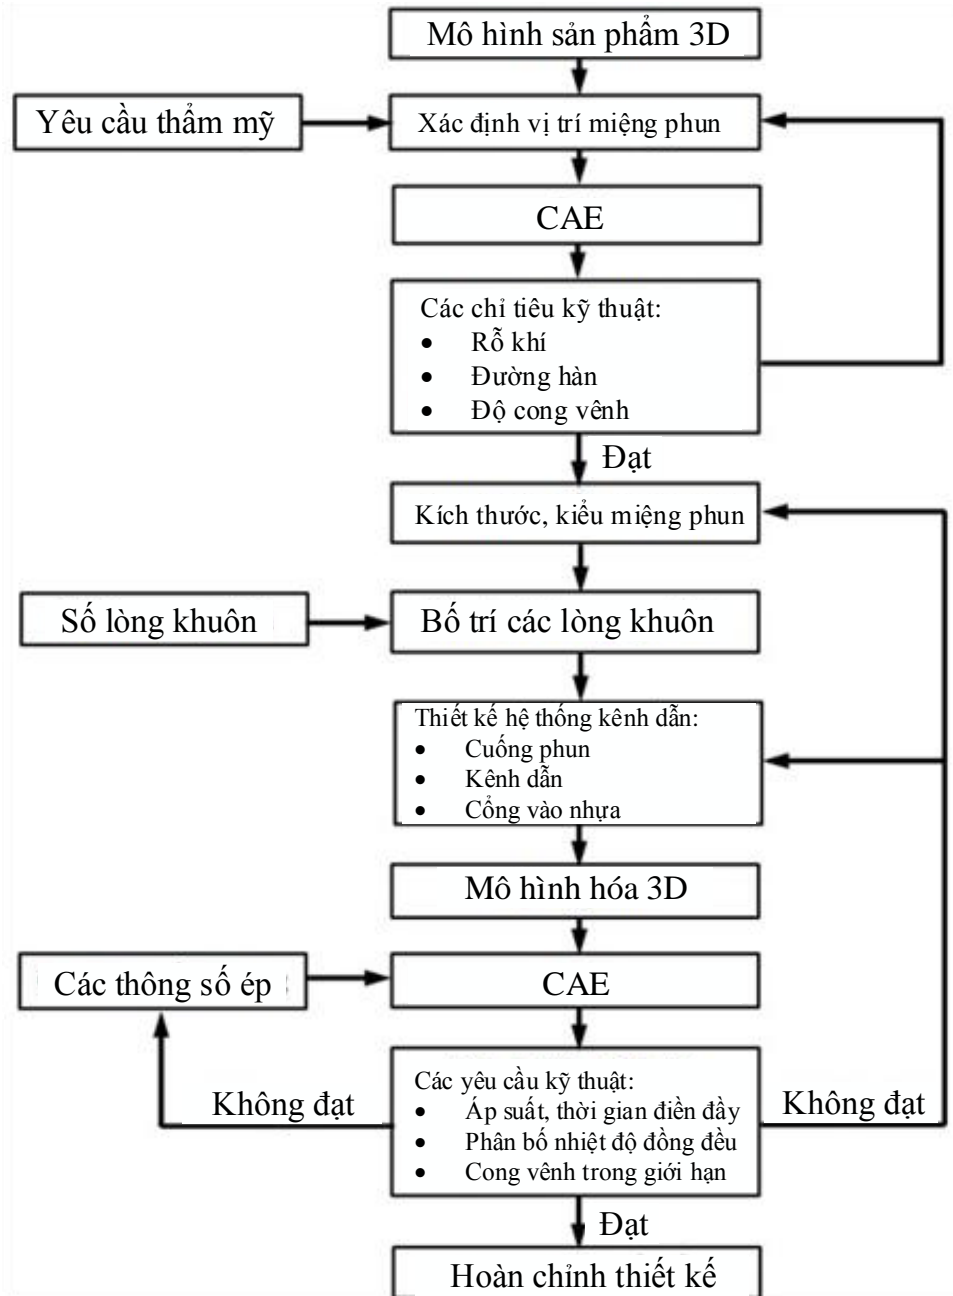 Mô hình sản phẩm 3D
Yêu cầu thẩm mỹ
Xác định vị trí miệng phun
CAE
Các chỉ tiêu kỹ thuật:
• Rỗ khí
• Đường hàn
• Độ cong vênh
Đạt
Kích thước, kiểu miệng phun
Số lòng khuôn
Bố trí các lòng khuôn
Thiết kế hệ thống kênh dẫn:
• Cuống phun
• Kênh dẫn
• Cổng vào nhựa
Mô hình hóa 3D
Các thông số ép
CAE
Không đạt
Các yêu cầu kỹ thuật:
• Áp suất, thời gian điền đầy
• Phân bố nhiệt độ đồng đều
• Cong vênh trong giới hạn
Không đạt
Đạt
Hoàn chỉnh thiết kế